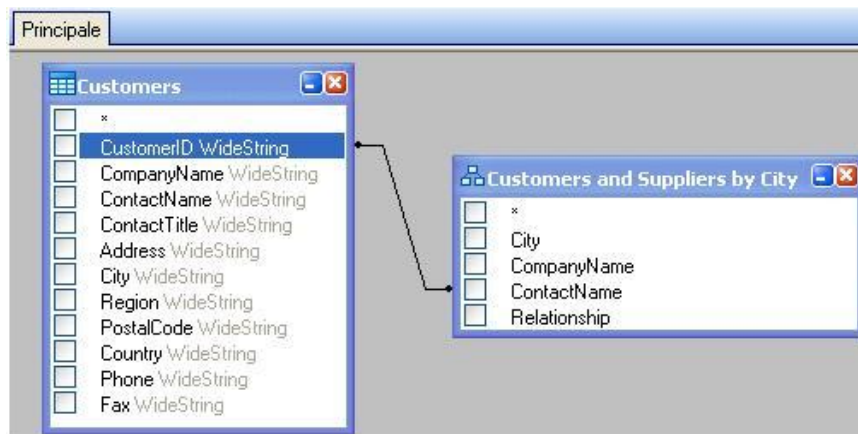 Principale
Customers
*
CustomerID WideString
CompanyName WideString
ContactName WideString
ContactTitle WideString
Address WideString
City WideString
Region WideString
PostalCode WideString
Country WideString
Phone WideString
Fax WideString
Customers and Suppliers by City
*
City
CompanyName
ContactName
Relationship